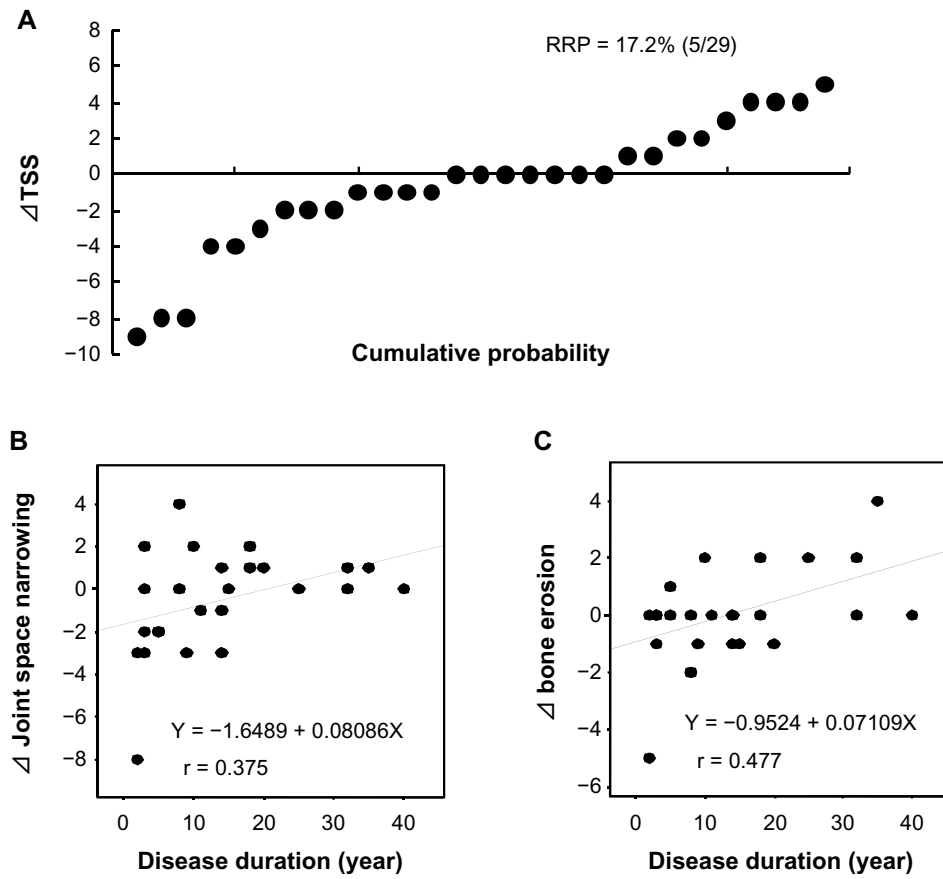 A
8
6
4
2
0
−2
−4
−6
−8
−10
⊿TSS
RRP = 17.2% (5/29)
Cumulative probability
B
4
2
0
−2
−4
−6
−8
⊿ Joint space narrowing
Y = −1.6489 + 0.08086X
r = 0.375
0 10 20 30 40
Disease duration (year)
C
4
2
0
−2
−4
−6
⊿ bone erosion
Y = −0.9524 + 0.07109X
r = 0.477
0 10 20 30 40
Disease duration (year)